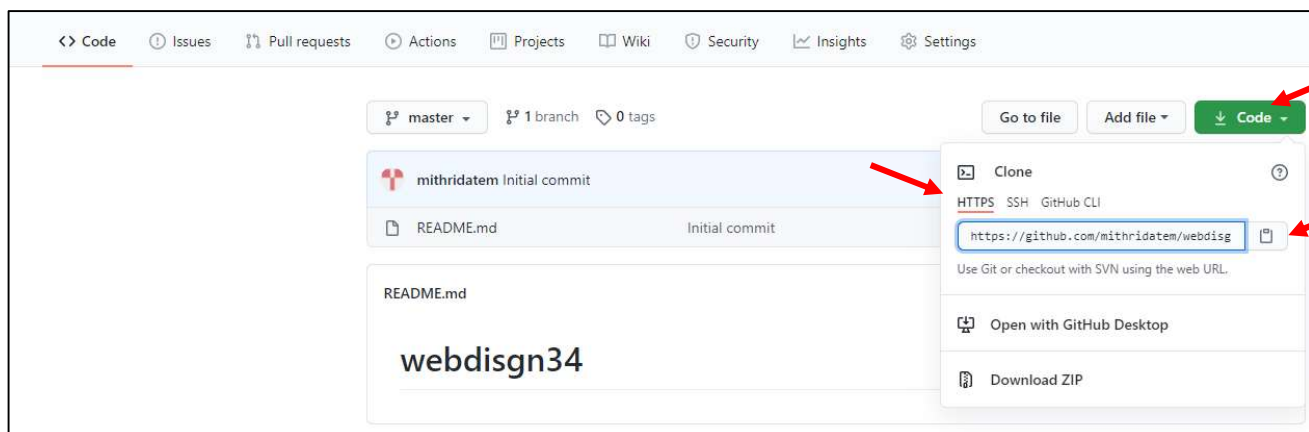 <> Code Issues Pull requests Actions Projects Wiki Security Insights Settings
master 1 branch 0 tags Go to file Add file Code
mithridatem Initial commit
README.md Initial commit
README.md
webdisgn34
Clone
HTTPS SSH GitHub CLI
https://github.com/mithridatem/webdisg
Use Git or checkout with SVN using the web URL.
Open with GitHub Desktop
Download ZIP